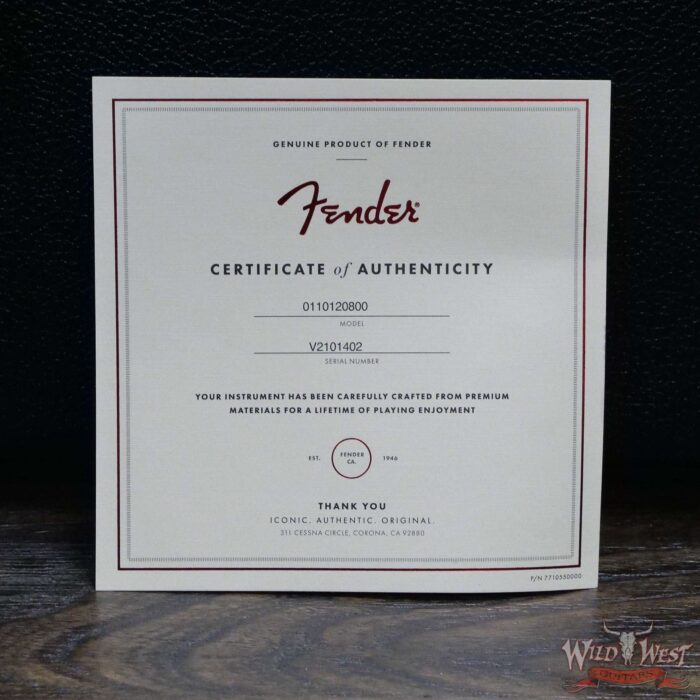 GENUINE PRODUCT OF FENDER
Fender
CERTIFICATE of AUTHENTICITY
0110120800
MODEL
V2101402
SERIAL NUMBER
YOUR INSTRUMENT HAS BEEN CAREFULLY CRAFTED FROM PREMIUM
MATERIALS FOR A LIFETIME OF PLAYING ENJOYMENT
EST. FENDER CA. 1946
THANK YOU
ICONIC. AUTHENTIC. ORIGINAL.
311 CESSNA CIRCLE, CORONA, CA 92880
P/N 7710550000
WILD WEST
GUITARS